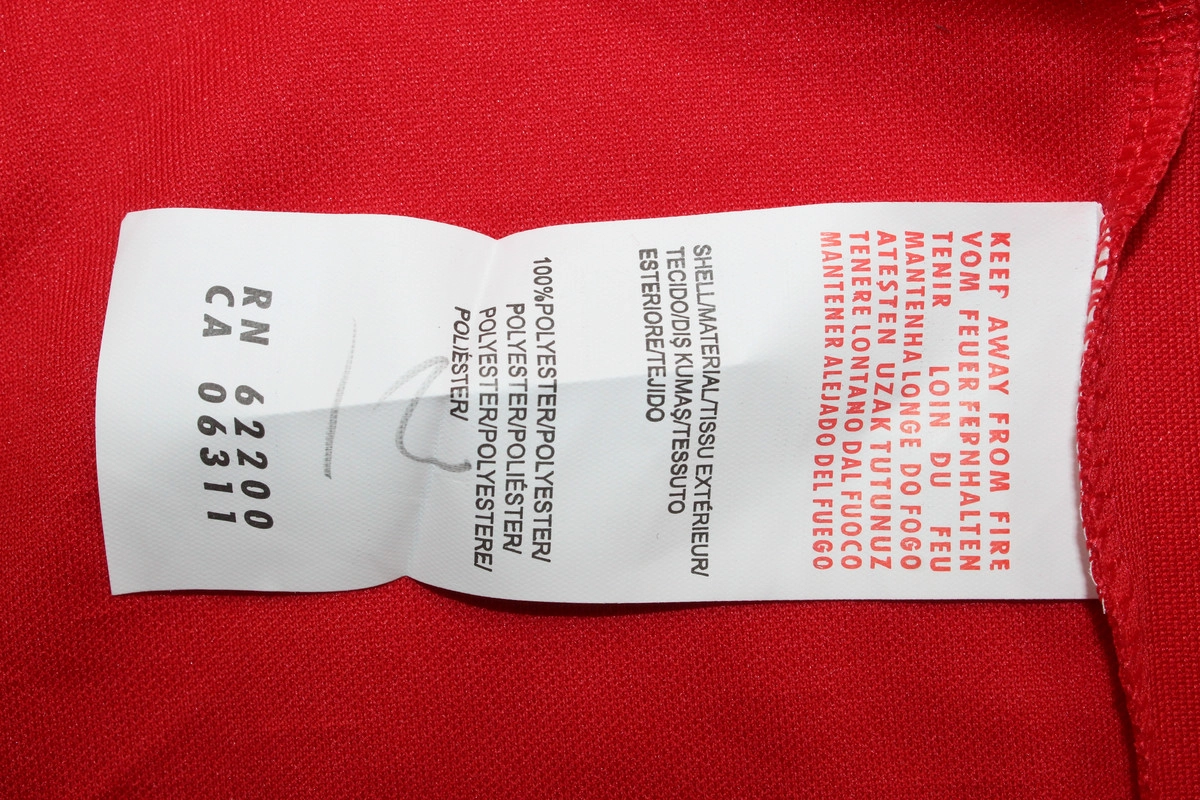 KEEP AWAY FROM FIRE
VOM FEUER FERNHALTEN
TENIR LOIN DU FEU
MANTENHA LONGE DO FOGO
ATEŞTEN UZAK TUTUNUZ
TENERE LONTANO DAL FUOCO
MANTENER ALEJADO DEL FUEGO
SHELL/MATERIAL/TISSU EXTÉRIEUR/
TECIDO/DIŞ KUMAŞ/TESSUTO
ESTERIORE/TEJIDO
100%POLYESTER/POLYESTER/
POLYESTER/POLIÉSTER/
POLYESTER/POLYESTERE/
POLIÉSTER/
RN 62200
CA 06311